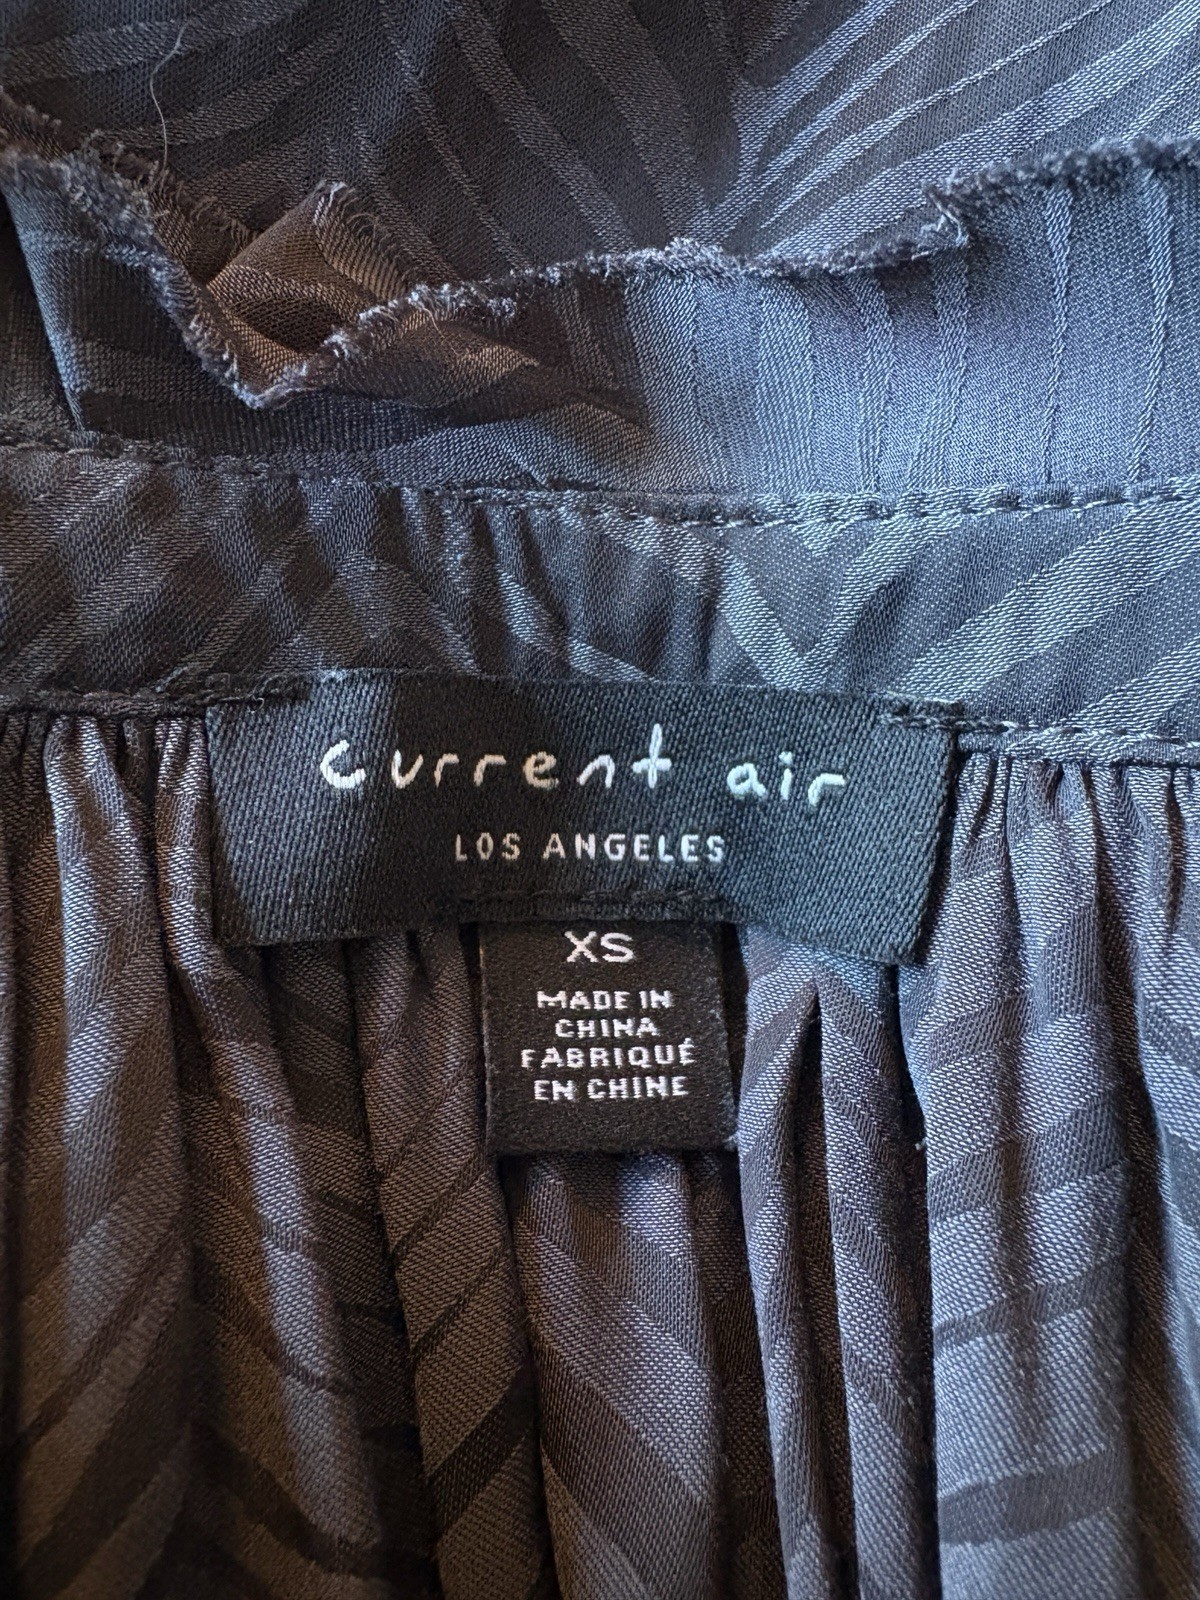 current air
LOS ANGELES
XS
MADE IN
CHINA
FABRIQUÉ
EN CHINE